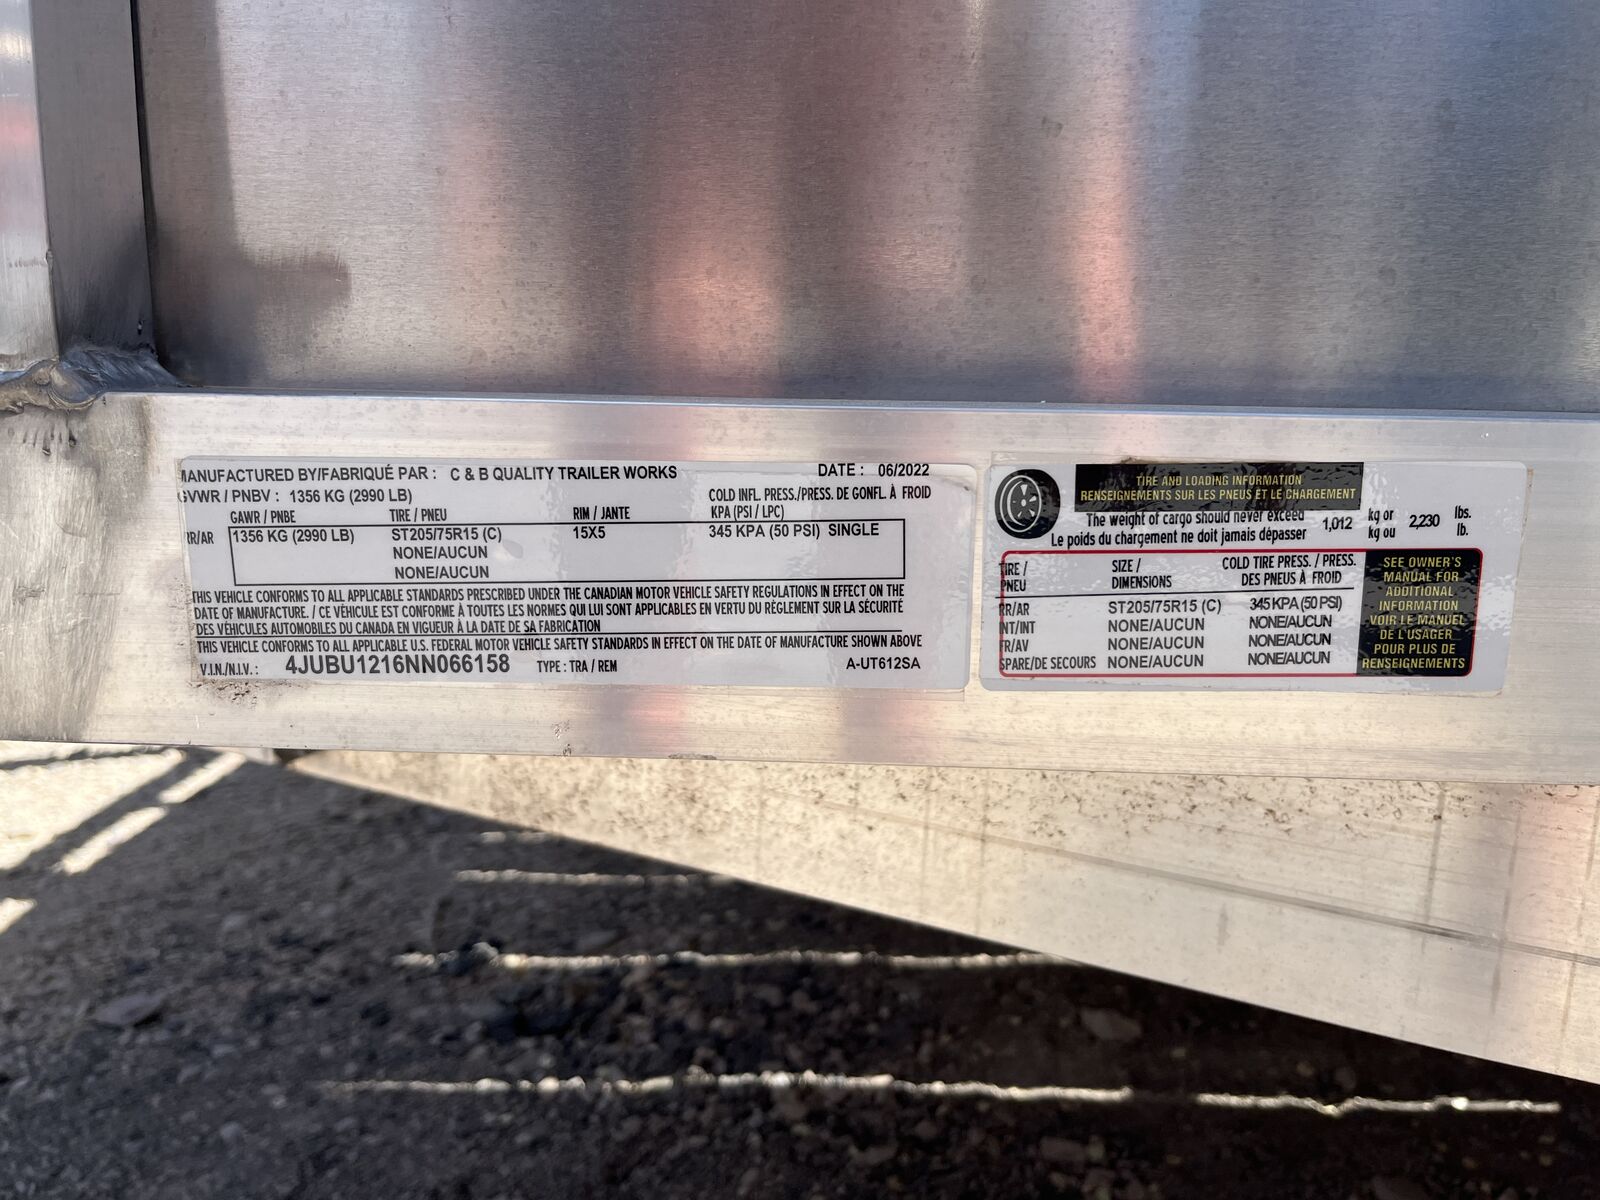 MANUFACTURED BY/FABRIQUÉ PAR : C & B QUALITY TRAILER WORKS DATE : 06/2022
GVWR / PNBV : 1356 KG (2990 LB) COLD INFL. PRESS./PRESS. DE GONFL. À FROID
GAWR / PNBE TIRE / PNEU RIM / JANTE KPA (PSI / LPC)
RR/AR 1356 KG (2990 LB) ST205/75R15 (C) 15X5 345 KPA (50 PSI) SINGLE
NONE/AUCUN
NONE/AUCUN
THIS VEHICLE CONFORMS TO ALL APPLICABLE STANDARDS PRESCRIBED UNDER THE CANADIAN MOTOR VEHICLE SAFETY REGULATIONS IN EFFECT ON THE
DATE OF MANUFACTURE. / CE VÉHICULE EST CONFORME À TOUTES LES NORMES QUI LUI SONT APPLICABLES EN VERTU DU RÈGLEMENT SUR LA SÉCURITÉ
DES VÉHICULES AUTOMOBILES DU CANADA EN VIGUEUR À LA DATE DE SA FABRICATION
THIS VEHICLE CONFORMS TO ALL APPLICABLE U.S. FEDERAL MOTOR VEHICLE SAFETY STANDARDS IN EFFECT ON THE DATE OF MANUFACTURE SHOWN ABOVE
V.I.N./N.I.V.: 4JUBU1216NN066158 TYPE : TRA / REM A-UT612SA
TIRE AND LOADING INFORMATION
RENSEIGNEMENTS SUR LES PNEUS ET LE CHARGEMENT
The weight of cargo should never exceed 1,012 kg or 2,230 lbs.
Le poids du chargement ne doit jamais dépasser kg ou lb.
TIRE / SIZE / COLD TIRE PRESS. / PRESS.
PNEU DIMENSIONS DES PNEUS À FROID
RR/AR ST205/75R15 (C) 345 KPA (50 PSI)
INT/INT NONE/AUCUN NONE/AUCUN
FR/AV NONE/AUCUN NONE/AUCUN
SPARE/DE SECOURS NONE/AUCUN NONE/AUCUN
SEE OWNER'S
MANUAL FOR
ADDITIONAL
INFORMATION
VOIR LE MANUEL
DE L'USAGER
POUR PLUS DE
RENSEIGNEMENTS